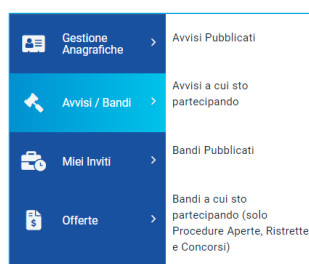 Gestione
Anagrafiche
Avvisi / Bandi
Miei Inviti
Offerte
Avvisi Pubblicati
Avvisi a cui sto
partecipando
Bandi Pubblicati
Bandi a cui sto
partecipando (solo
Procedure Aperte, Ristrette
e Concorsi)